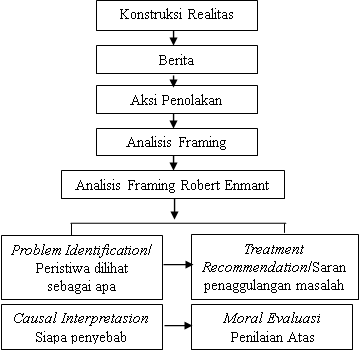 Konstruksi Realitas
Berita
Aksi Penolakan
Analisis Framing
Analisis Framing Robert Enmant
Problem Identification/
Peristiwa dilihat
sebagai apa
Treatment
Recommendation/Saran
penaggulangan masalah
Causal Interpretasion
Siapa penyebab
Moral Evaluasi
Penilaian Atas